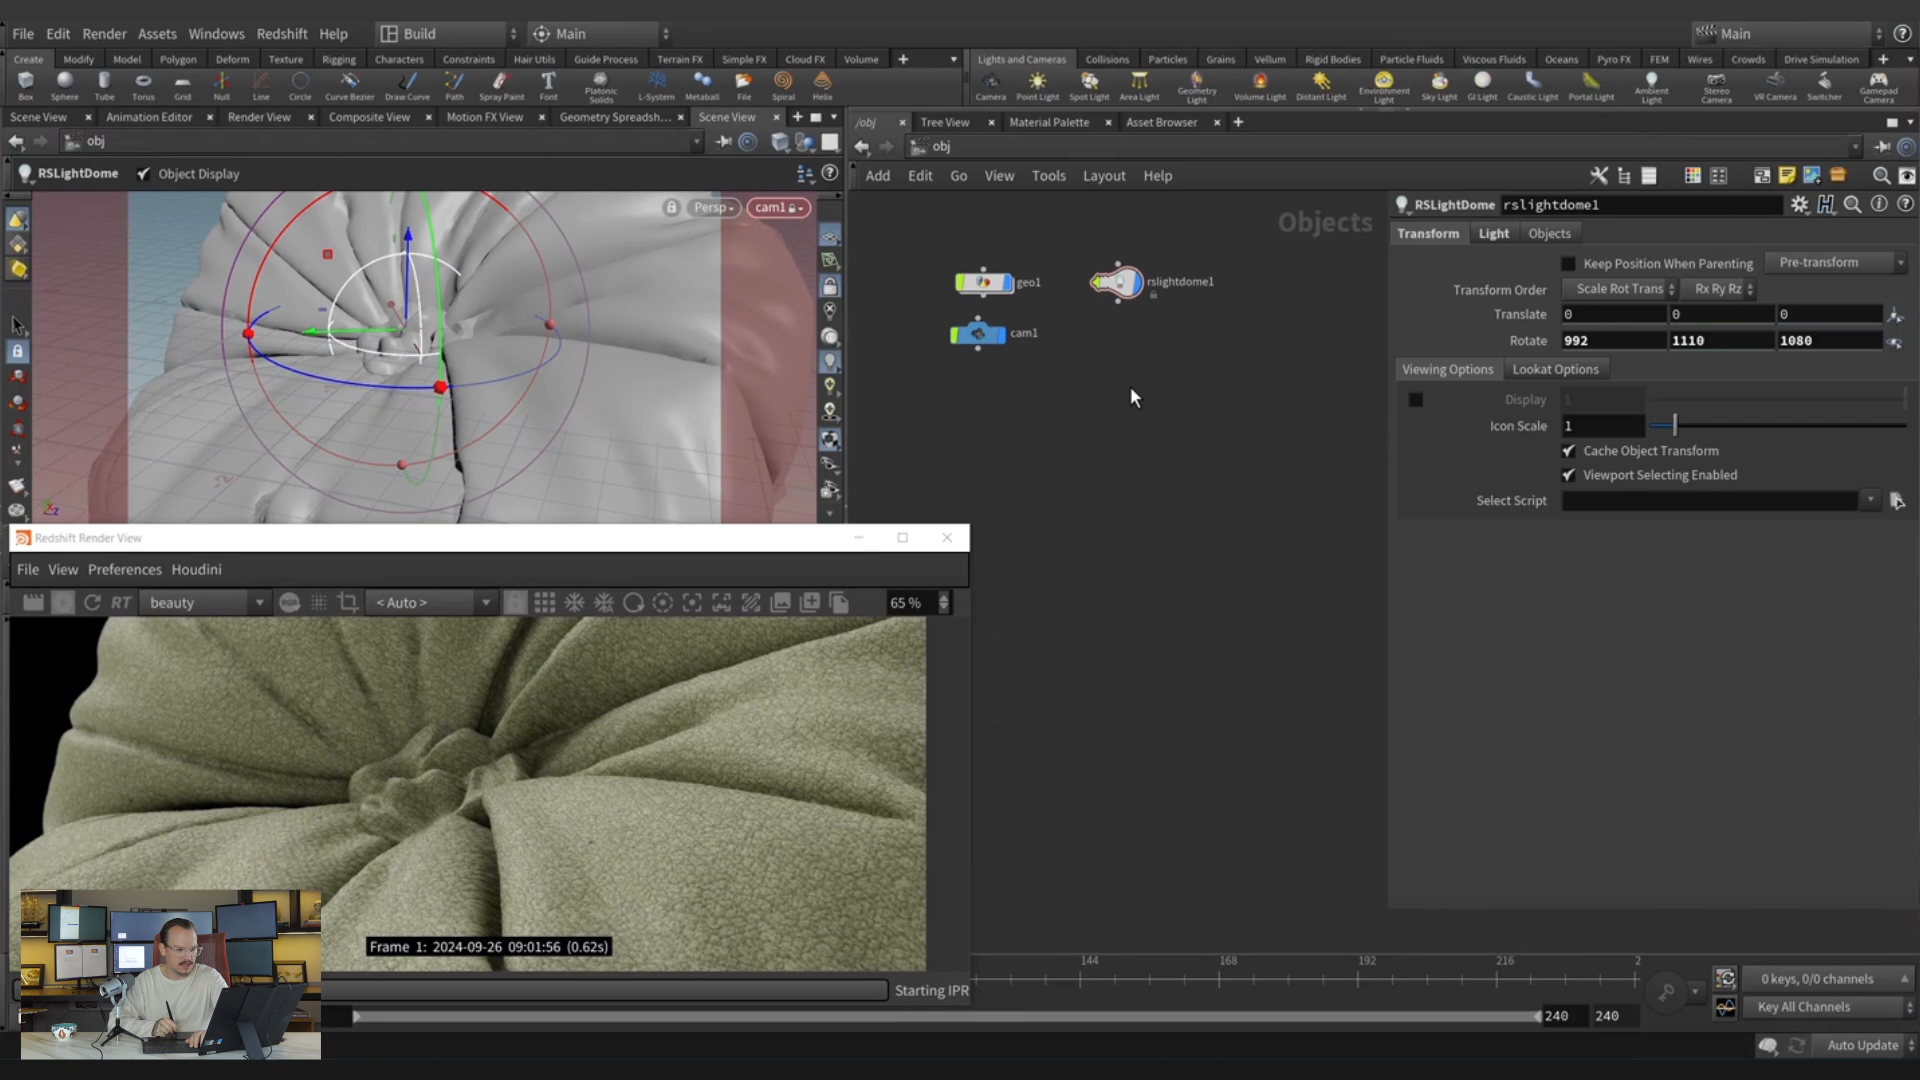 File Edit Render Assets Windows Redshift Help Build Main Main
Create Modify Model Polygon Deform Texture Rigging Characters Constraints Hair Utils Guide Process Terrain FX Simple FX Cloud FX Volume
Lights and Cameras Collisions Particles Grains Vellum Rigid Bodies Particle Fluids Viscous Fluids Oceans Pyro FX FEM Wires Crowds Drive Simulation
Box Sphere Tube Torus Grid Null Line Circle Curve Bezier Draw Curve Path Spray Paint Font Platonic Solids L-System Metaball File Spiral Helix
Camera Point Light Spot Light Area Light Geometry Light Volume Light Distant Light Environment Light Sky Light GI Light Caustic Light Portal Light Ambient Light Stereo Camera VR Camera Switcher Gamepad Camera
Scene View Animation Editor Render View Composite View Motion FX View Geometry Spreadsh... Scene View
/obj Tree View Material Palette Asset Browser
obj
obj
RSLightDome Object Display
Add Edit Go View Tools Layout Help
Persp cam1
Objects
geo1
rslightdome1
cam1
RSLightDome rslightdome1
Transform Light Objects
Keep Position When Parenting Pre-transform
Transform Order Scale Rot Trans Rx Ry Rz
Translate 0 0 0
Rotate 992 1110 1080
Viewing Options Lookat Options
Display 1
Icon Scale 1
Cache Object Transform
Viewport Selecting Enabled
Select Script
Redshift Render View
File View Preferences Houdini
RT beauty < Auto > 65 %
Frame 1: 2024-09-26 09:01:56 (0.62s)
Starting IPR
144 168 192 216 2
240 240
0 keys, 0/0 channels
Key All Channels
Auto Update